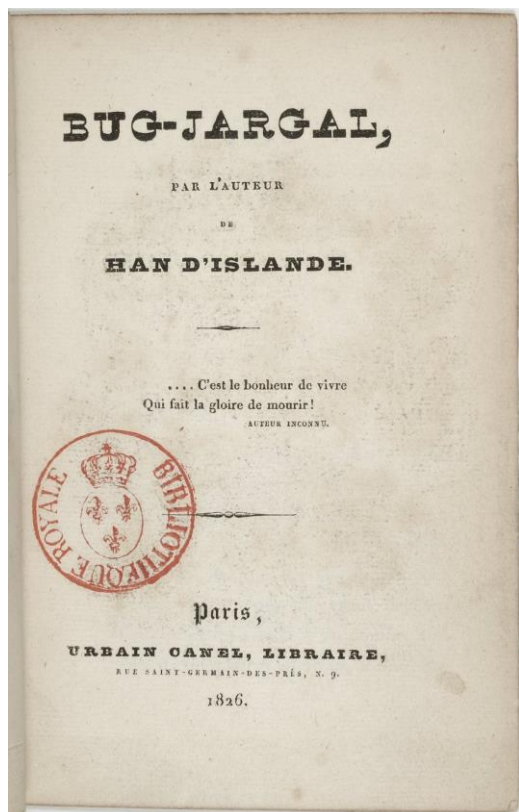 BUG-JARGAL,
PAR L'AUTEUR
DE
HAN D'ISLANDE.
.... C'est le bonheur de vivre
Qui fait la gloire de mourir!
AUTEUR INCONNU.
BIBLIOTHEQUE ROYALE
Paris,
URBAIN CANEL, LIBRAIRE,
RUE SAINT-GERMAIN-DES-PRÉS, N. 9.
1826.